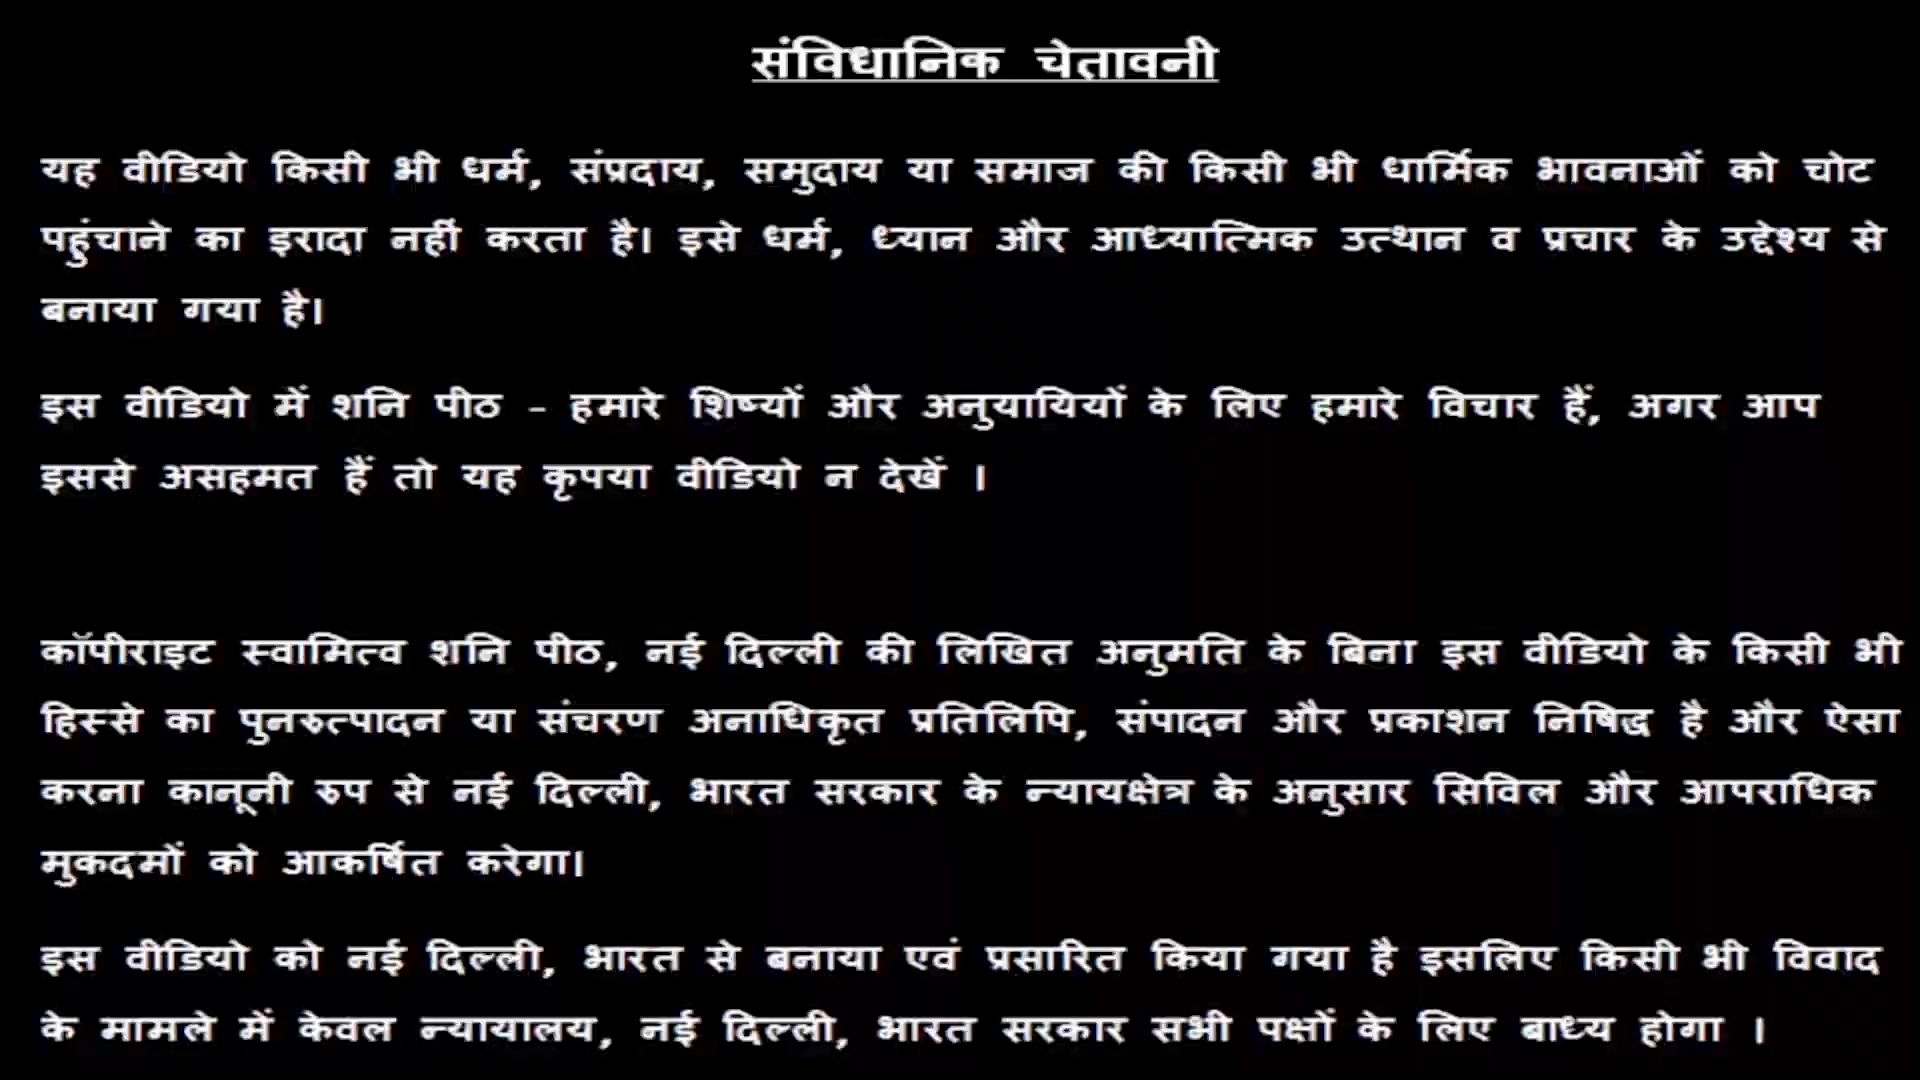 संविधानिक चेतावनी
यह वीडियो किसी भी धर्म, संप्रदाय, समुदाय या समाज की किसी भी धार्मिक भावनाओं को चोट
पहुंचाने का इरादा नहीं करता है। इसे धर्म, ध्यान और आध्यात्मिक उत्थान व प्रचार के उद्देश्य से
बनाया गया है।
इस वीडियो में शनि पीठ - हमारे शिष्यों और अनुयायियों के लिए हमारे विचार हैं, अगर आप
इससे असहमत हैं तो यह कृपया वीडियो न देखें ।
कॉपीराइट स्वामित्व शनि पीठ, नई दिल्ली की लिखित अनुमति के बिना इस वीडियो के किसी भी
हिस्से का पुनरुत्पादन या संचरण अनाधिकृत प्रतिलिपि, संपादन और प्रकाशन निषिद्ध है और ऐसा
करना कानूनी रुप से नई दिल्ली, भारत सरकार के न्यायक्षेत्र के अनुसार सिविल और आपराधिक
मुकदमों को आकर्षित करेगा।
इस वीडियो को नई दिल्ली, भारत से बनाया एवं प्रसारित किया गया है इसलिए किसी भी विवाद
के मामले में केवल न्यायालय, नई दिल्ली, भारत सरकार सभी पक्षों के लिए बाध्य होगा ।